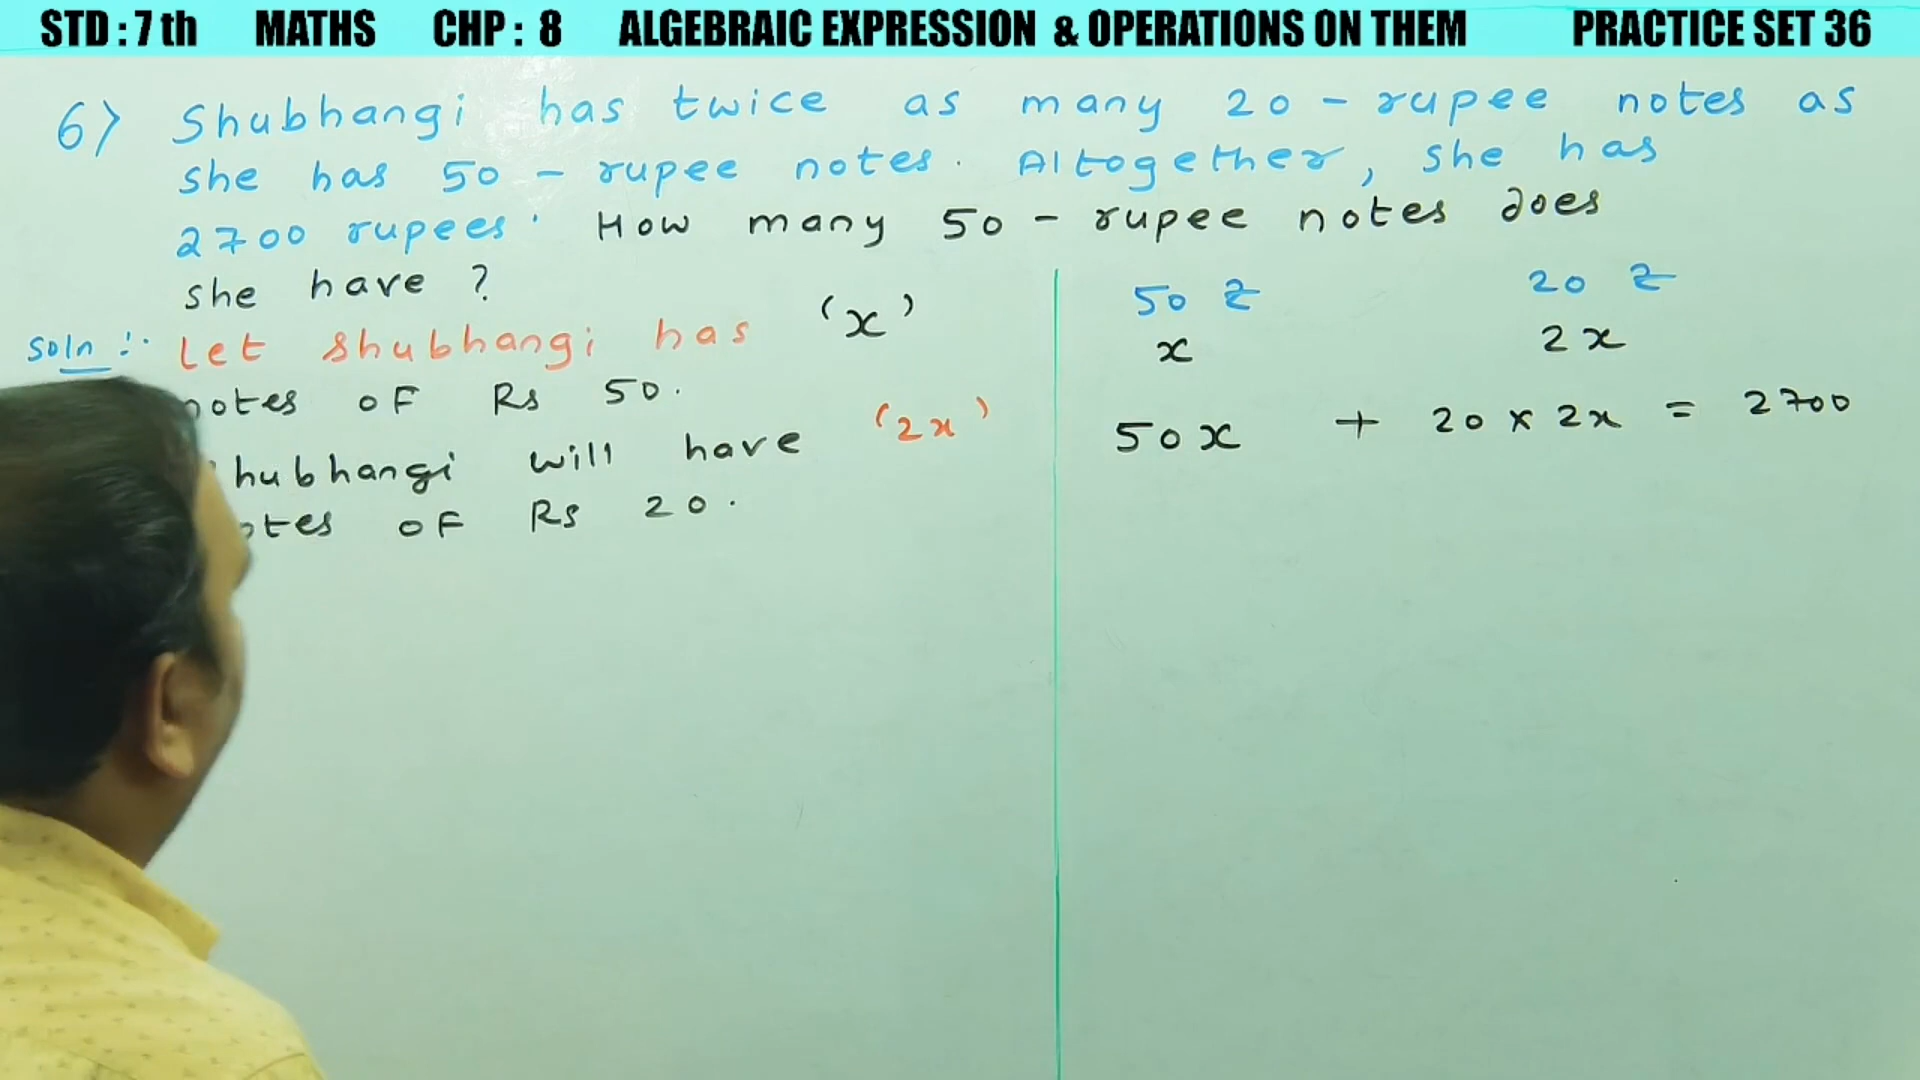 STD : 7 th MATHS CHP : 8 ALGEBRAIC EXPRESSION & OPERATIONS ON THEM PRACTICE SET 36
6) Shubhangi has twice as many 20 - rupee notes as
she has 50 - rupee notes. Altogether, she has
2700 rupees. How many 50 - rupee notes does
she have ?
Soln :- Let Shubhangi has (x)
notes of Rs 50.
hubhangi will have (2x)
otes of Rs 20.
50 ₹ 20 ₹
x 2x
50x + 20 × 2x = 2700